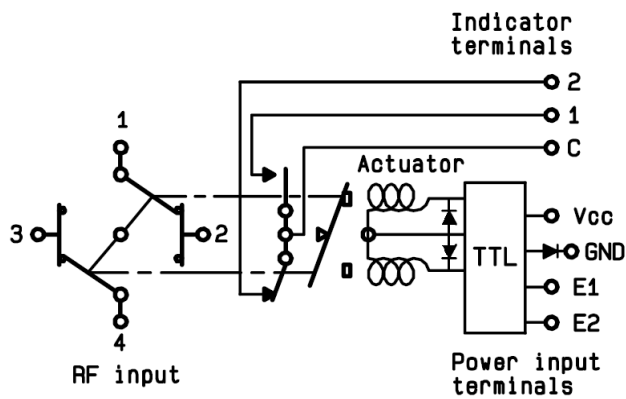 Indicator
terminals
2
1
C
1
Actuator
3
2
TTL
Vcc
GND
E1
E2
4
RF input
Power input
terminals